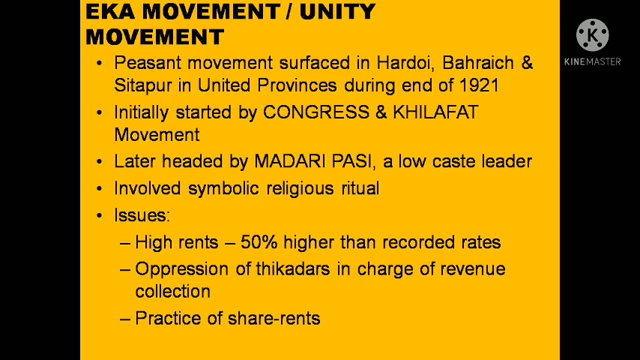 EKA MOVEMENT / UNITY
MOVEMENT
• Peasant movement surfaced in Hardoi, Bahraich &
Sitapur in United Provinces during end of 1921
• Initially started by CONGRESS & KHILAFAT
Movement
• Later headed by MADARI PASI, a low caste leader
• Involved symbolic religious ritual
• Issues:
– High rents – 50% higher than recorded rates
– Oppression of thikadars in charge of revenue
collection
– Practice of share-rents
KINEMASTER